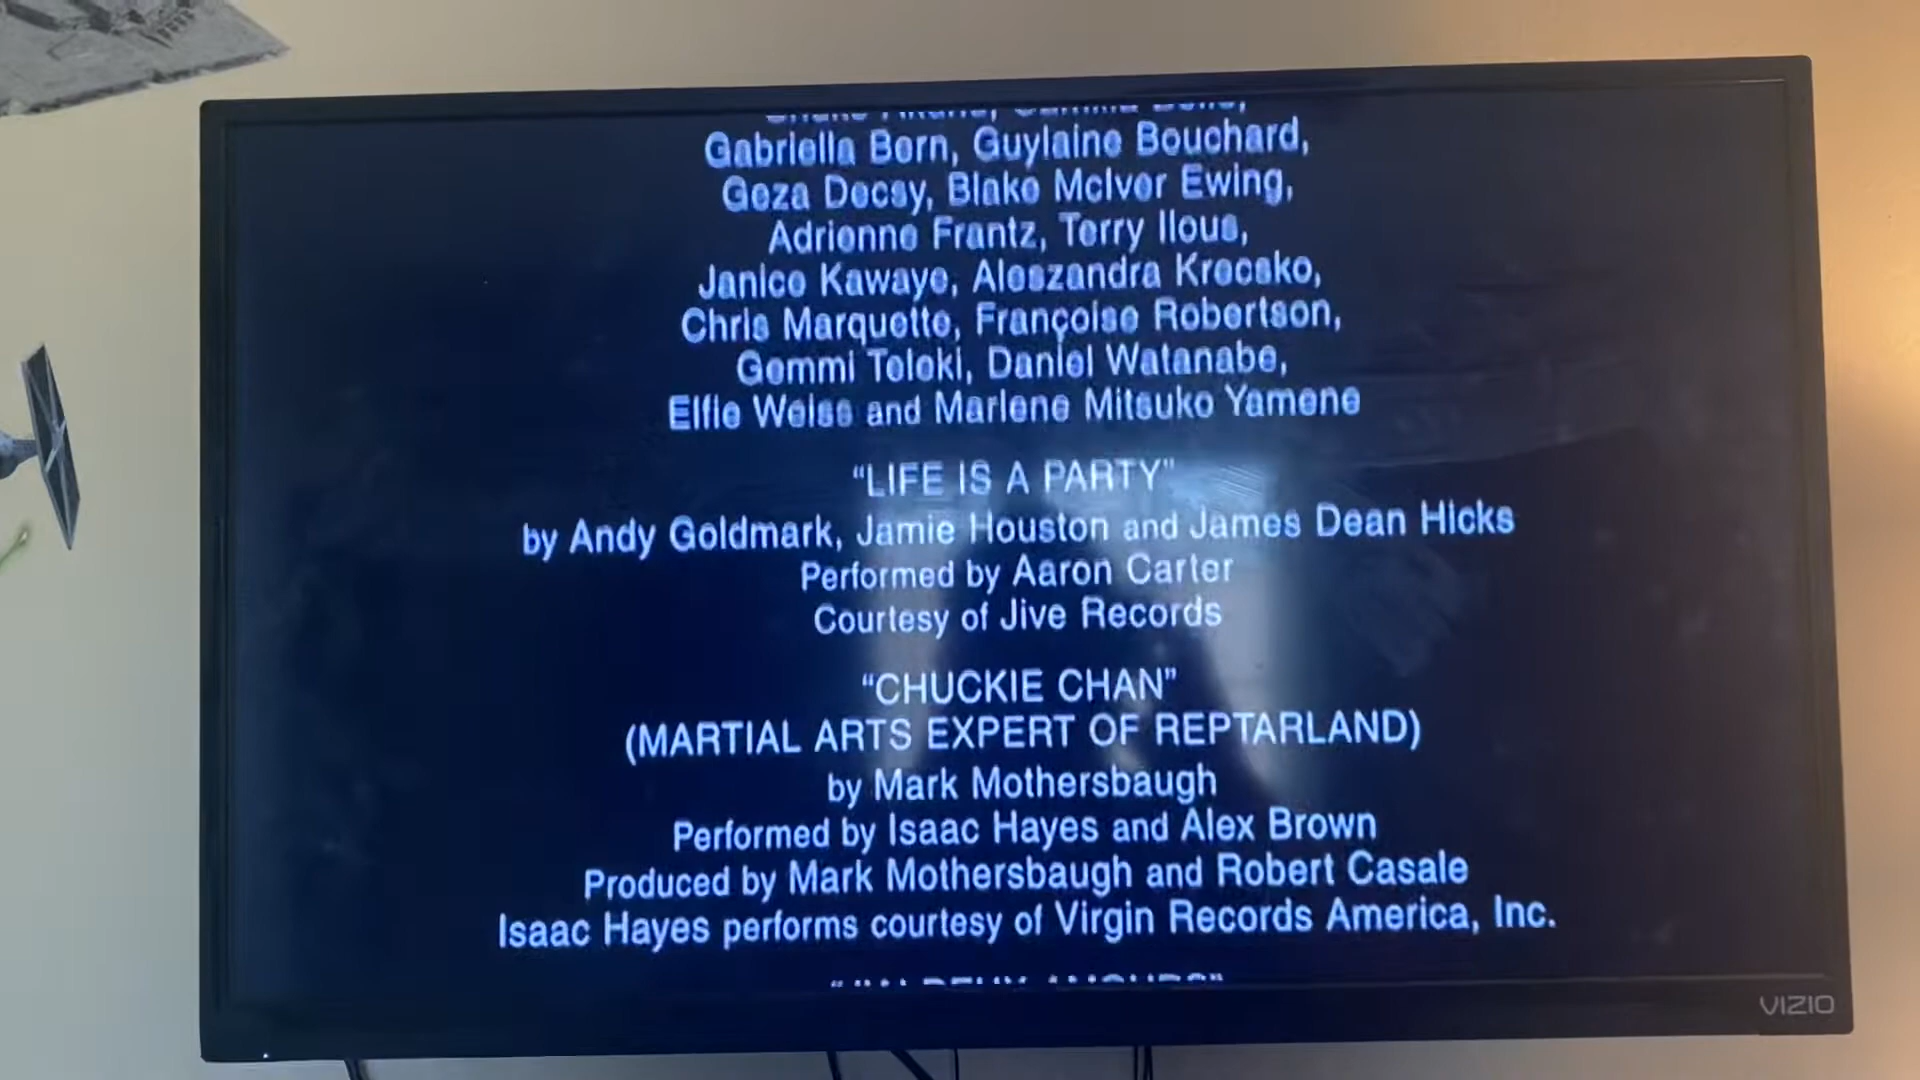 Gabriella Born, Guylaine Bouchard,
Geza Decsy, Blake McIver Ewing,
Adrienne Frantz, Terry Ilous,
Janice Kawaye, Aleszandra Krecsko,
Chris Marquette, Françoise Robertson,
Gemmi Teleki, Daniel Watanabe,
Elfie Weiss and Marlene Mitsuko Yamene
“LIFE IS A PARTY”
by Andy Goldmark, Jamie Houston and James Dean Hicks
Performed by Aaron Carter
Courtesy of Jive Records
“CHUCKIE CHAN”
(MARTIAL ARTS EXPERT OF REPTARLAND)
by Mark Mothersbaugh
Performed by Isaac Hayes and Alex Brown
Produced by Mark Mothersbaugh and Robert Casale
Isaac Hayes performs courtesy of Virgin Records America, Inc.
VIZIO